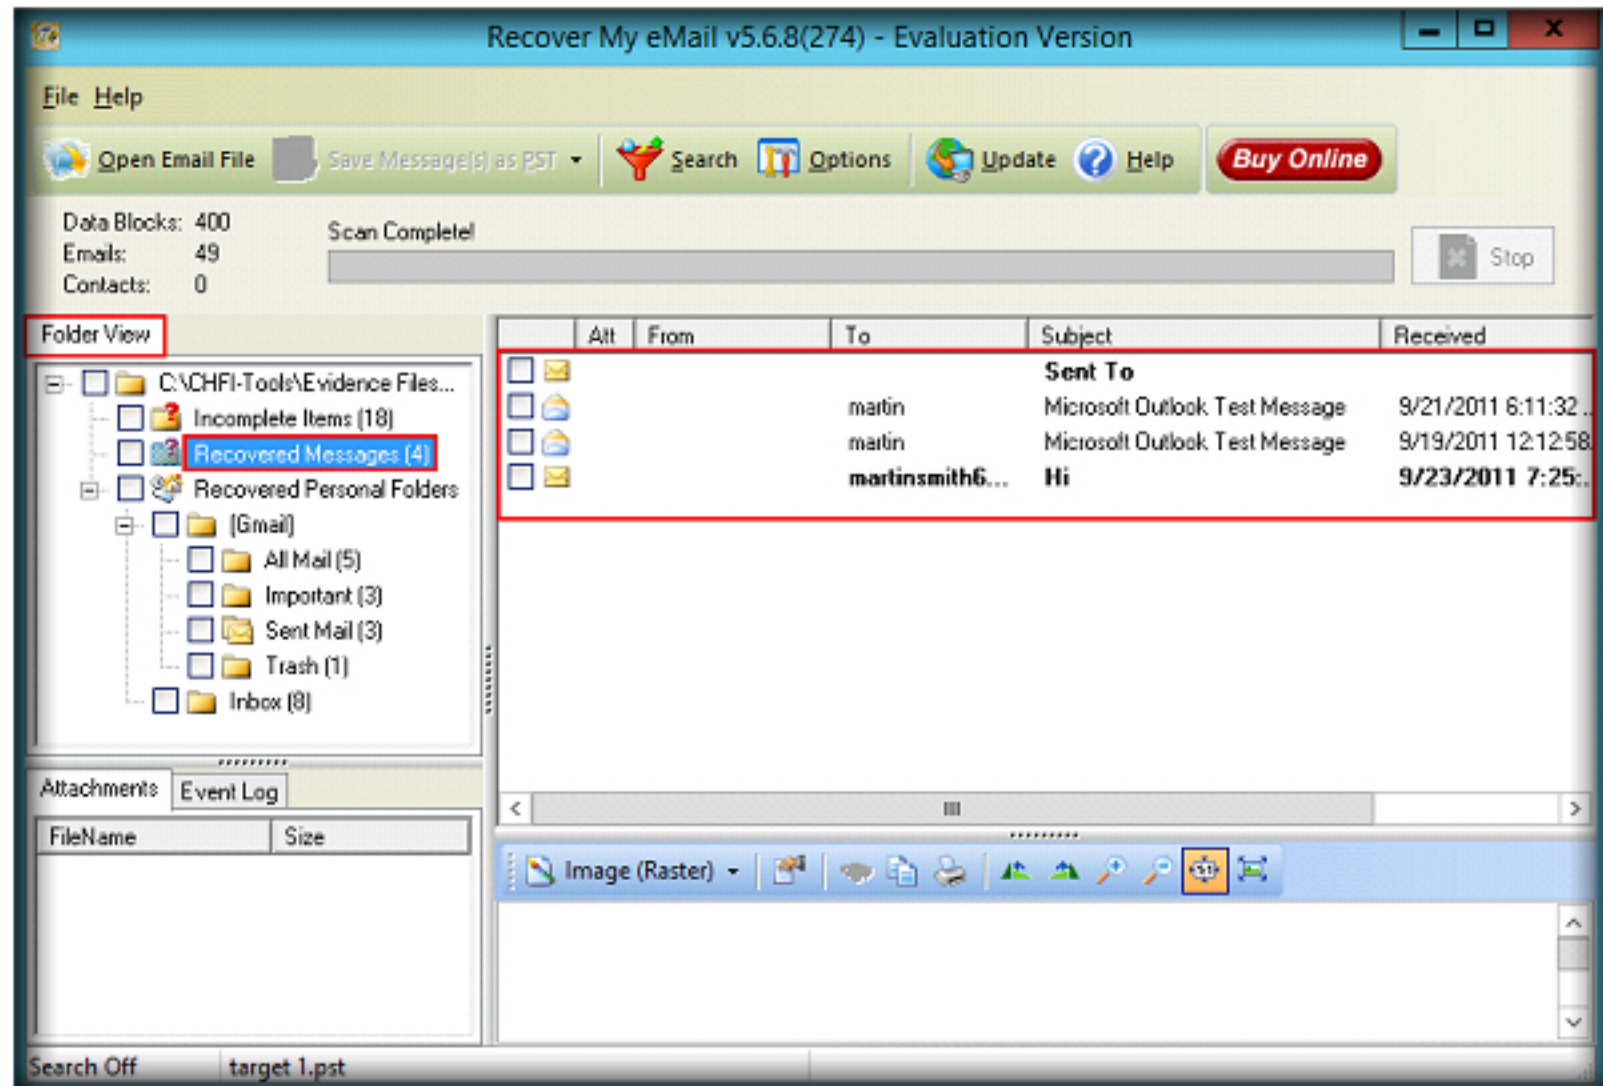 Recover My eMail v5.6.8(274) - Evaluation Version
File Help
Open Email File Save Message(s) as PST Search Options Update Help Buy Online
Data Blocks: 400
Emails: 49
Contacts: 0
Scan Complete!
Stop
Folder View
C:\CHFI-Tools\Evidence Files...
Incomplete Items (18)
Recovered Messages (4)
Recovered Personal Folders
[Gmail]
All Mail (5)
Important (3)
Sent Mail (3)
Trash (1)
Inbox (8)
Att From To Subject Received
Sent To
martin Microsoft Outlook Test Message 9/21/2011 6:11:32 ..
martin Microsoft Outlook Test Message 9/19/2011 12:12:58
martinsmith6... Hi 9/23/2011 7:25:.
Attachments Event Log
FileName Size
Image (Raster)
Search Off target 1.pst